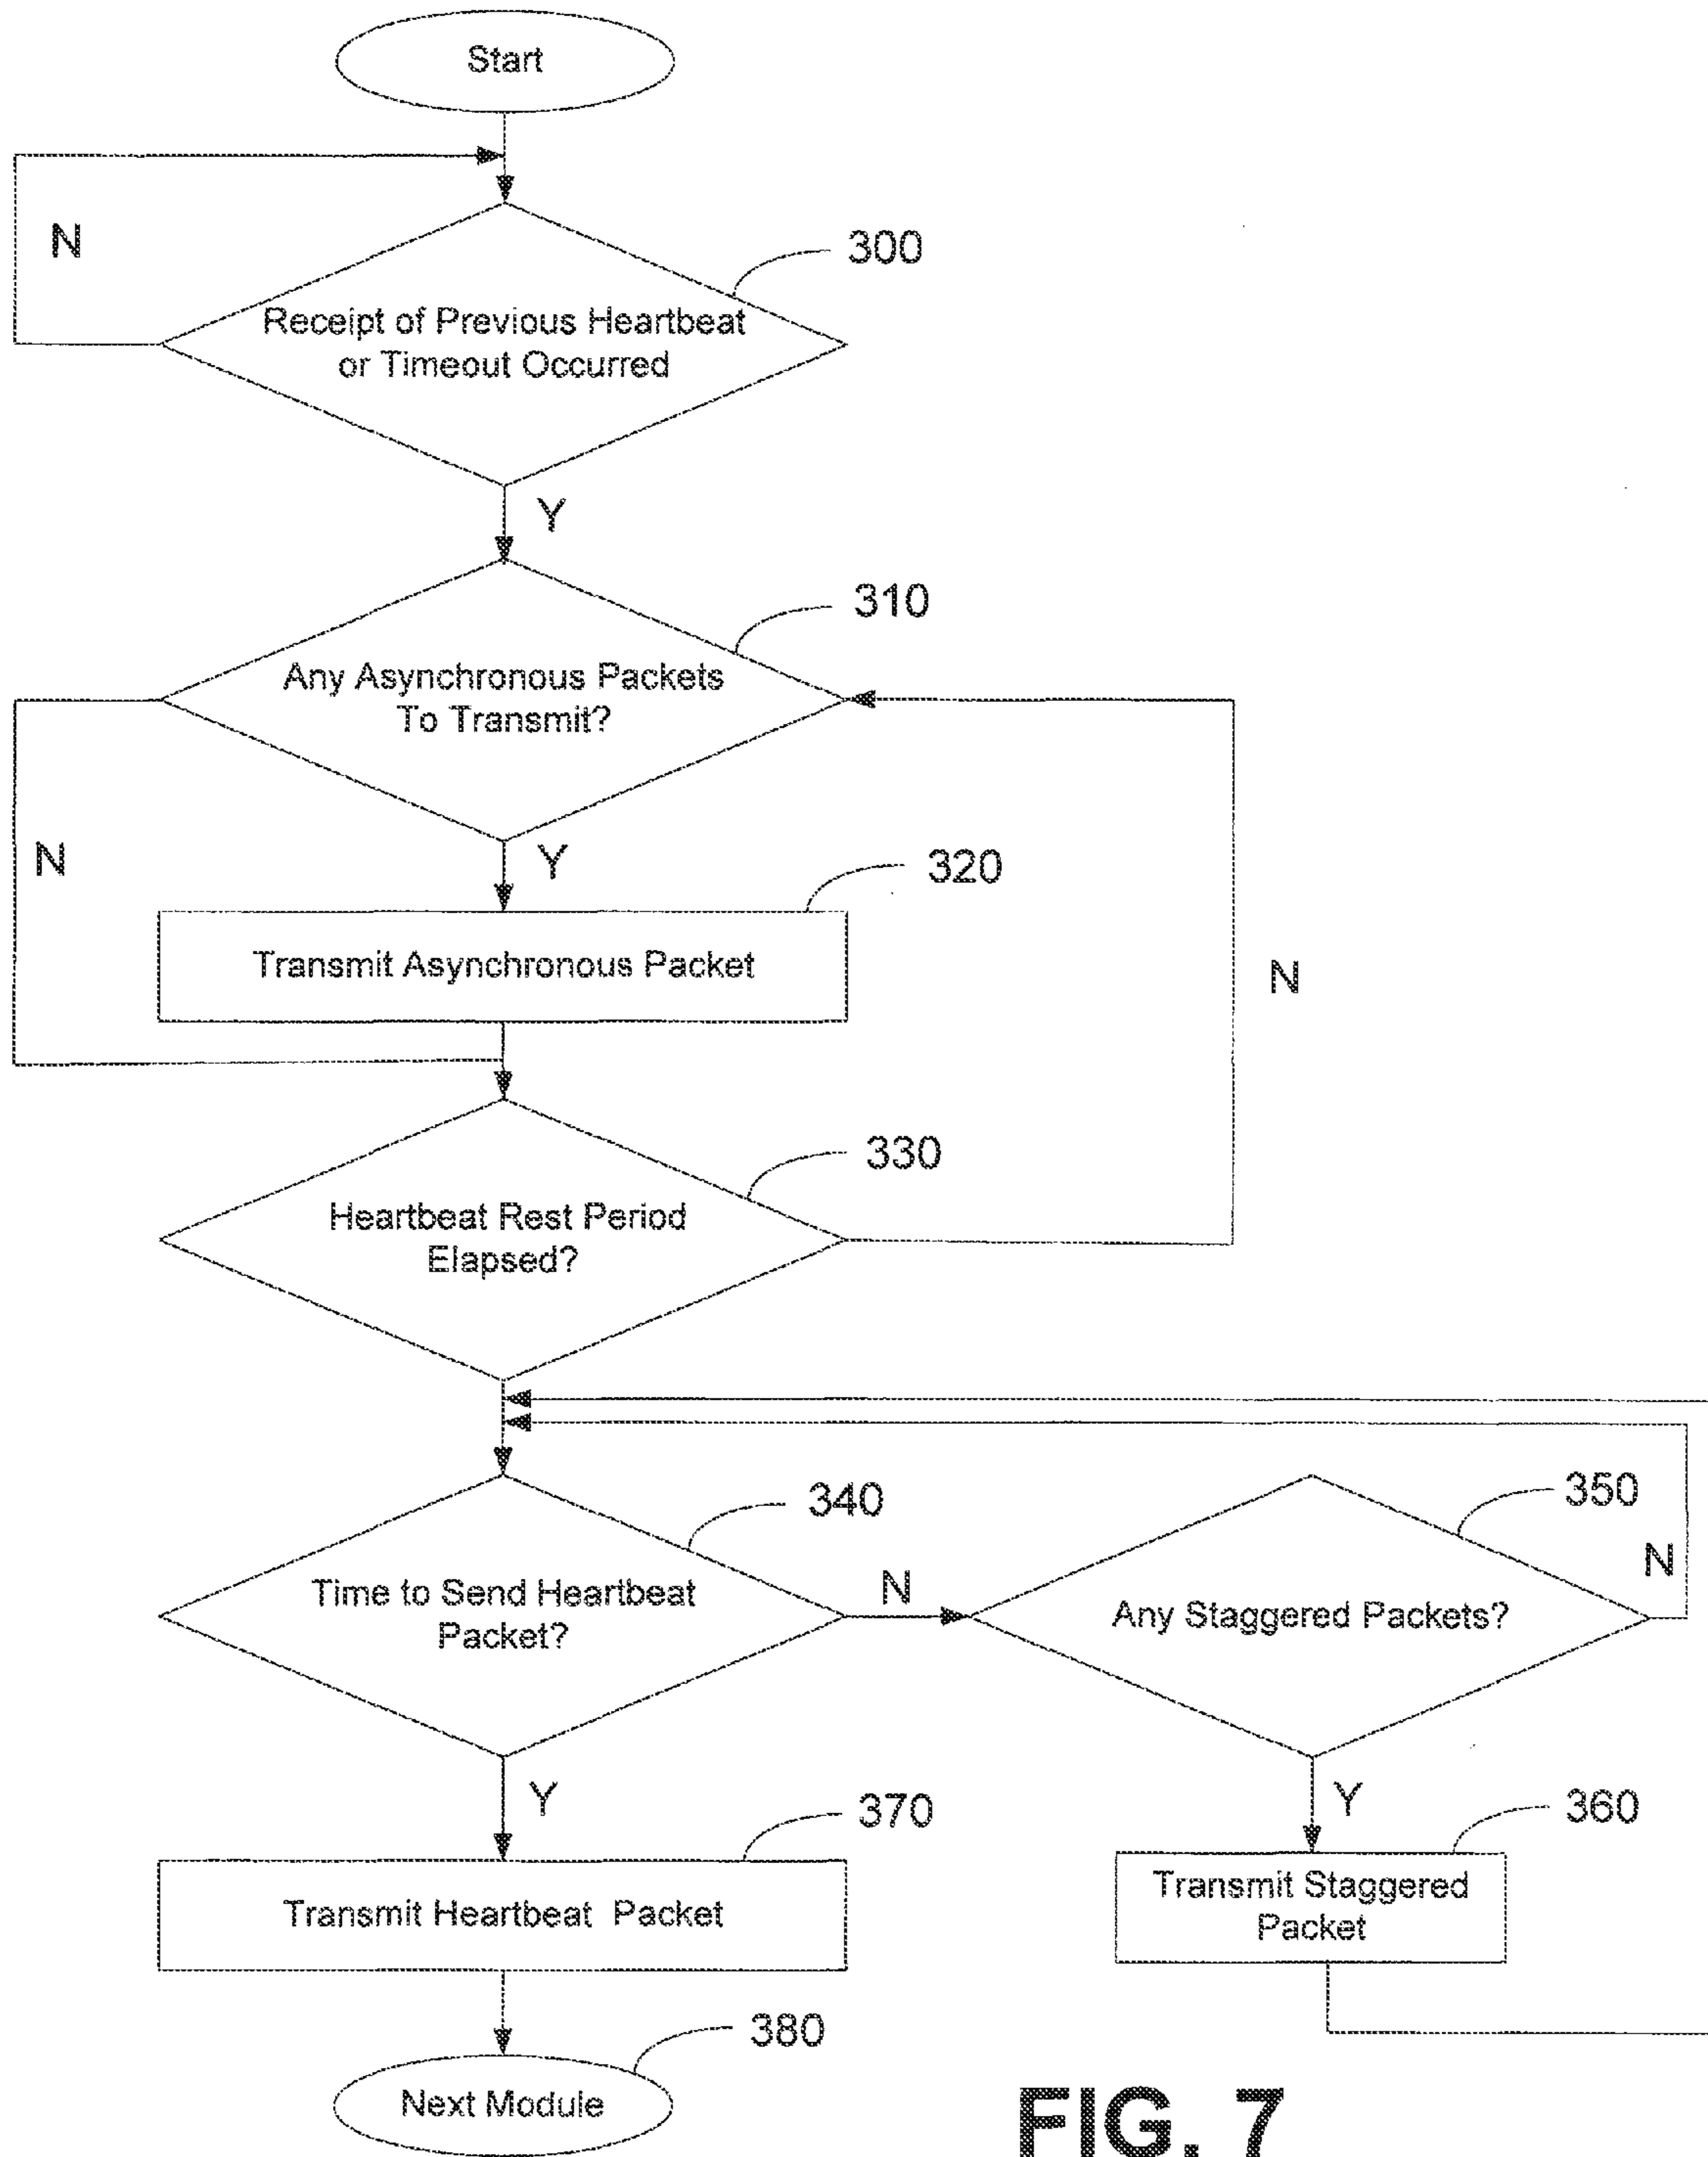 Start
N
300
Receipt of Previous Heartbeat
or Timeout Occurred
Y
310
Any Asynchronous Packets
To Transmit?
N
Y
320
Transmit Asynchronous Packet
N
330
Heartbeat Rest Period
Elapsed?
340
350
Time to Send Heartbeat
Packet?
N
Any Staggered Packets?
N
Y
370
Y
360
Transmit Heartbeat Packet
Transmit Staggered
Packet
380
Next Module
FIG. 7